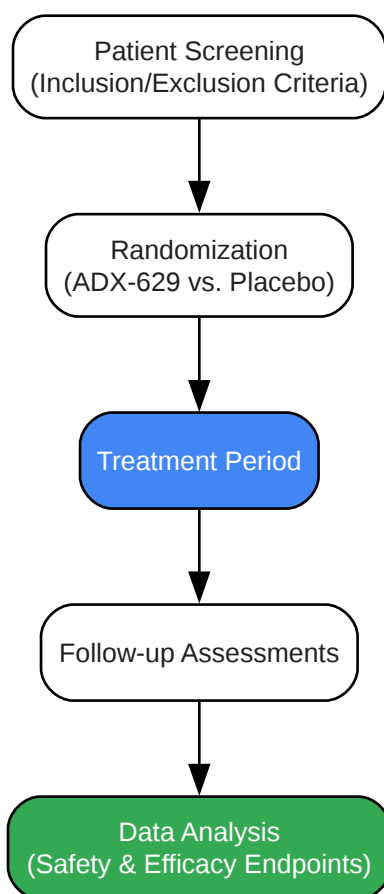 Patient Screening
(Inclusion/Exclusion Criteria)
Randomization
(ADX-629 vs. Placebo)
Treatment Period
Follow-up Assessments
Data Analysis
(Safety & Efficacy Endpoints)